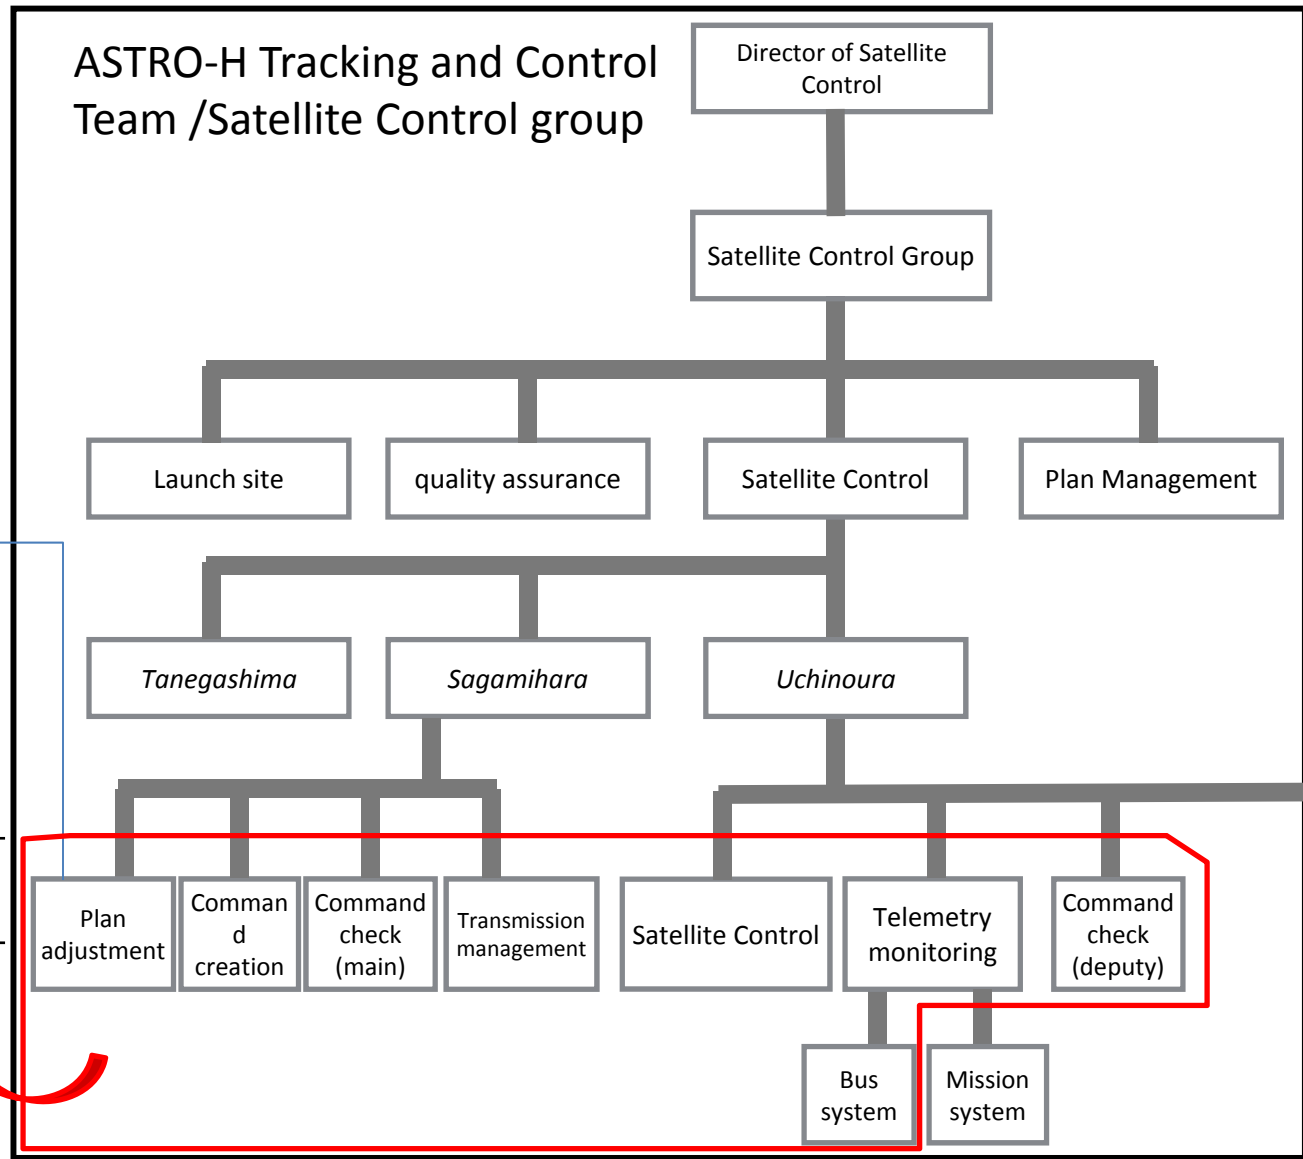 ASTRO-H Tracking and Control
Team /Satellite Control group
Director of Satellite
Control
Satellite Control Group
Launch site
quality assurance
Satellite Control
Plan Management
Tanegashima
Sagamihara
Uchinoura
Plan
adjustment
Comman
d
creation
Command
check
(main)
Transmission
management
Satellite Control
Telemetry
monitoring
Command
check
(deputy)
Bus
system
Mission
system